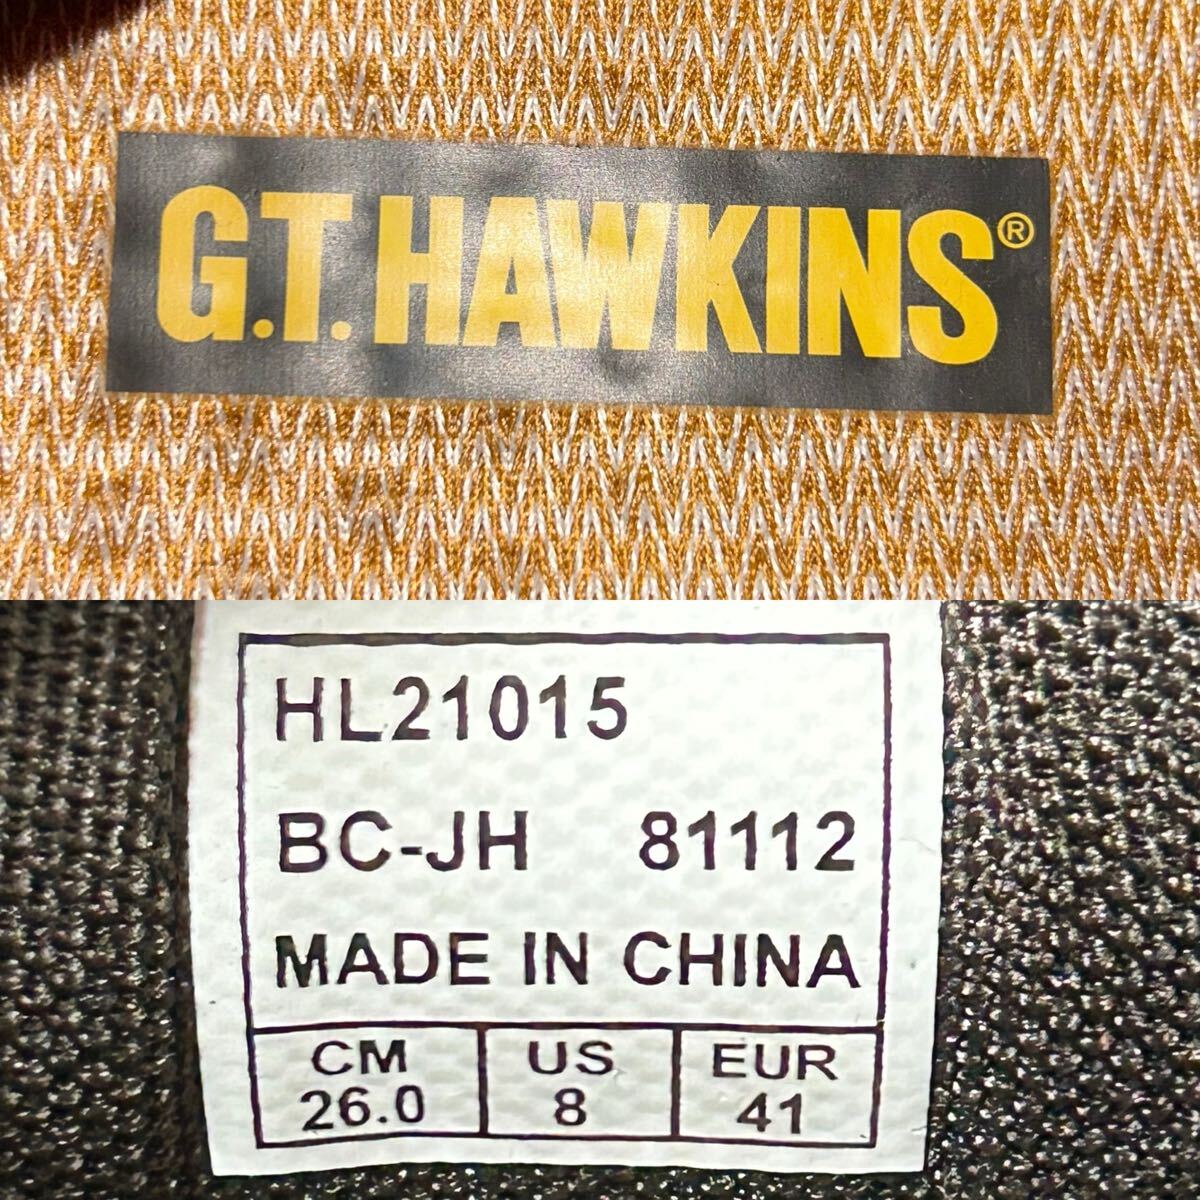 G.T. HAWKINS®
HL21015
BC-JH 81112
MADE IN CHINA
CM US EUR
26.0 8 41